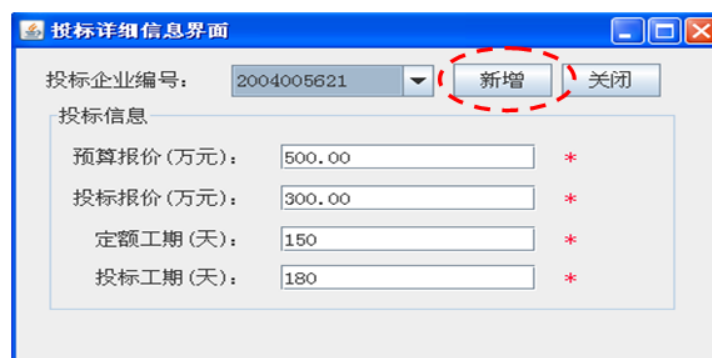 投标详细信息界面
投标企业编号: 2004005621 新增 关闭
投标信息
预算报价(万元): 500.00 *
投标报价(万元): 300.00 *
定额工期(天): 150 *
投标工期(天): 180 *